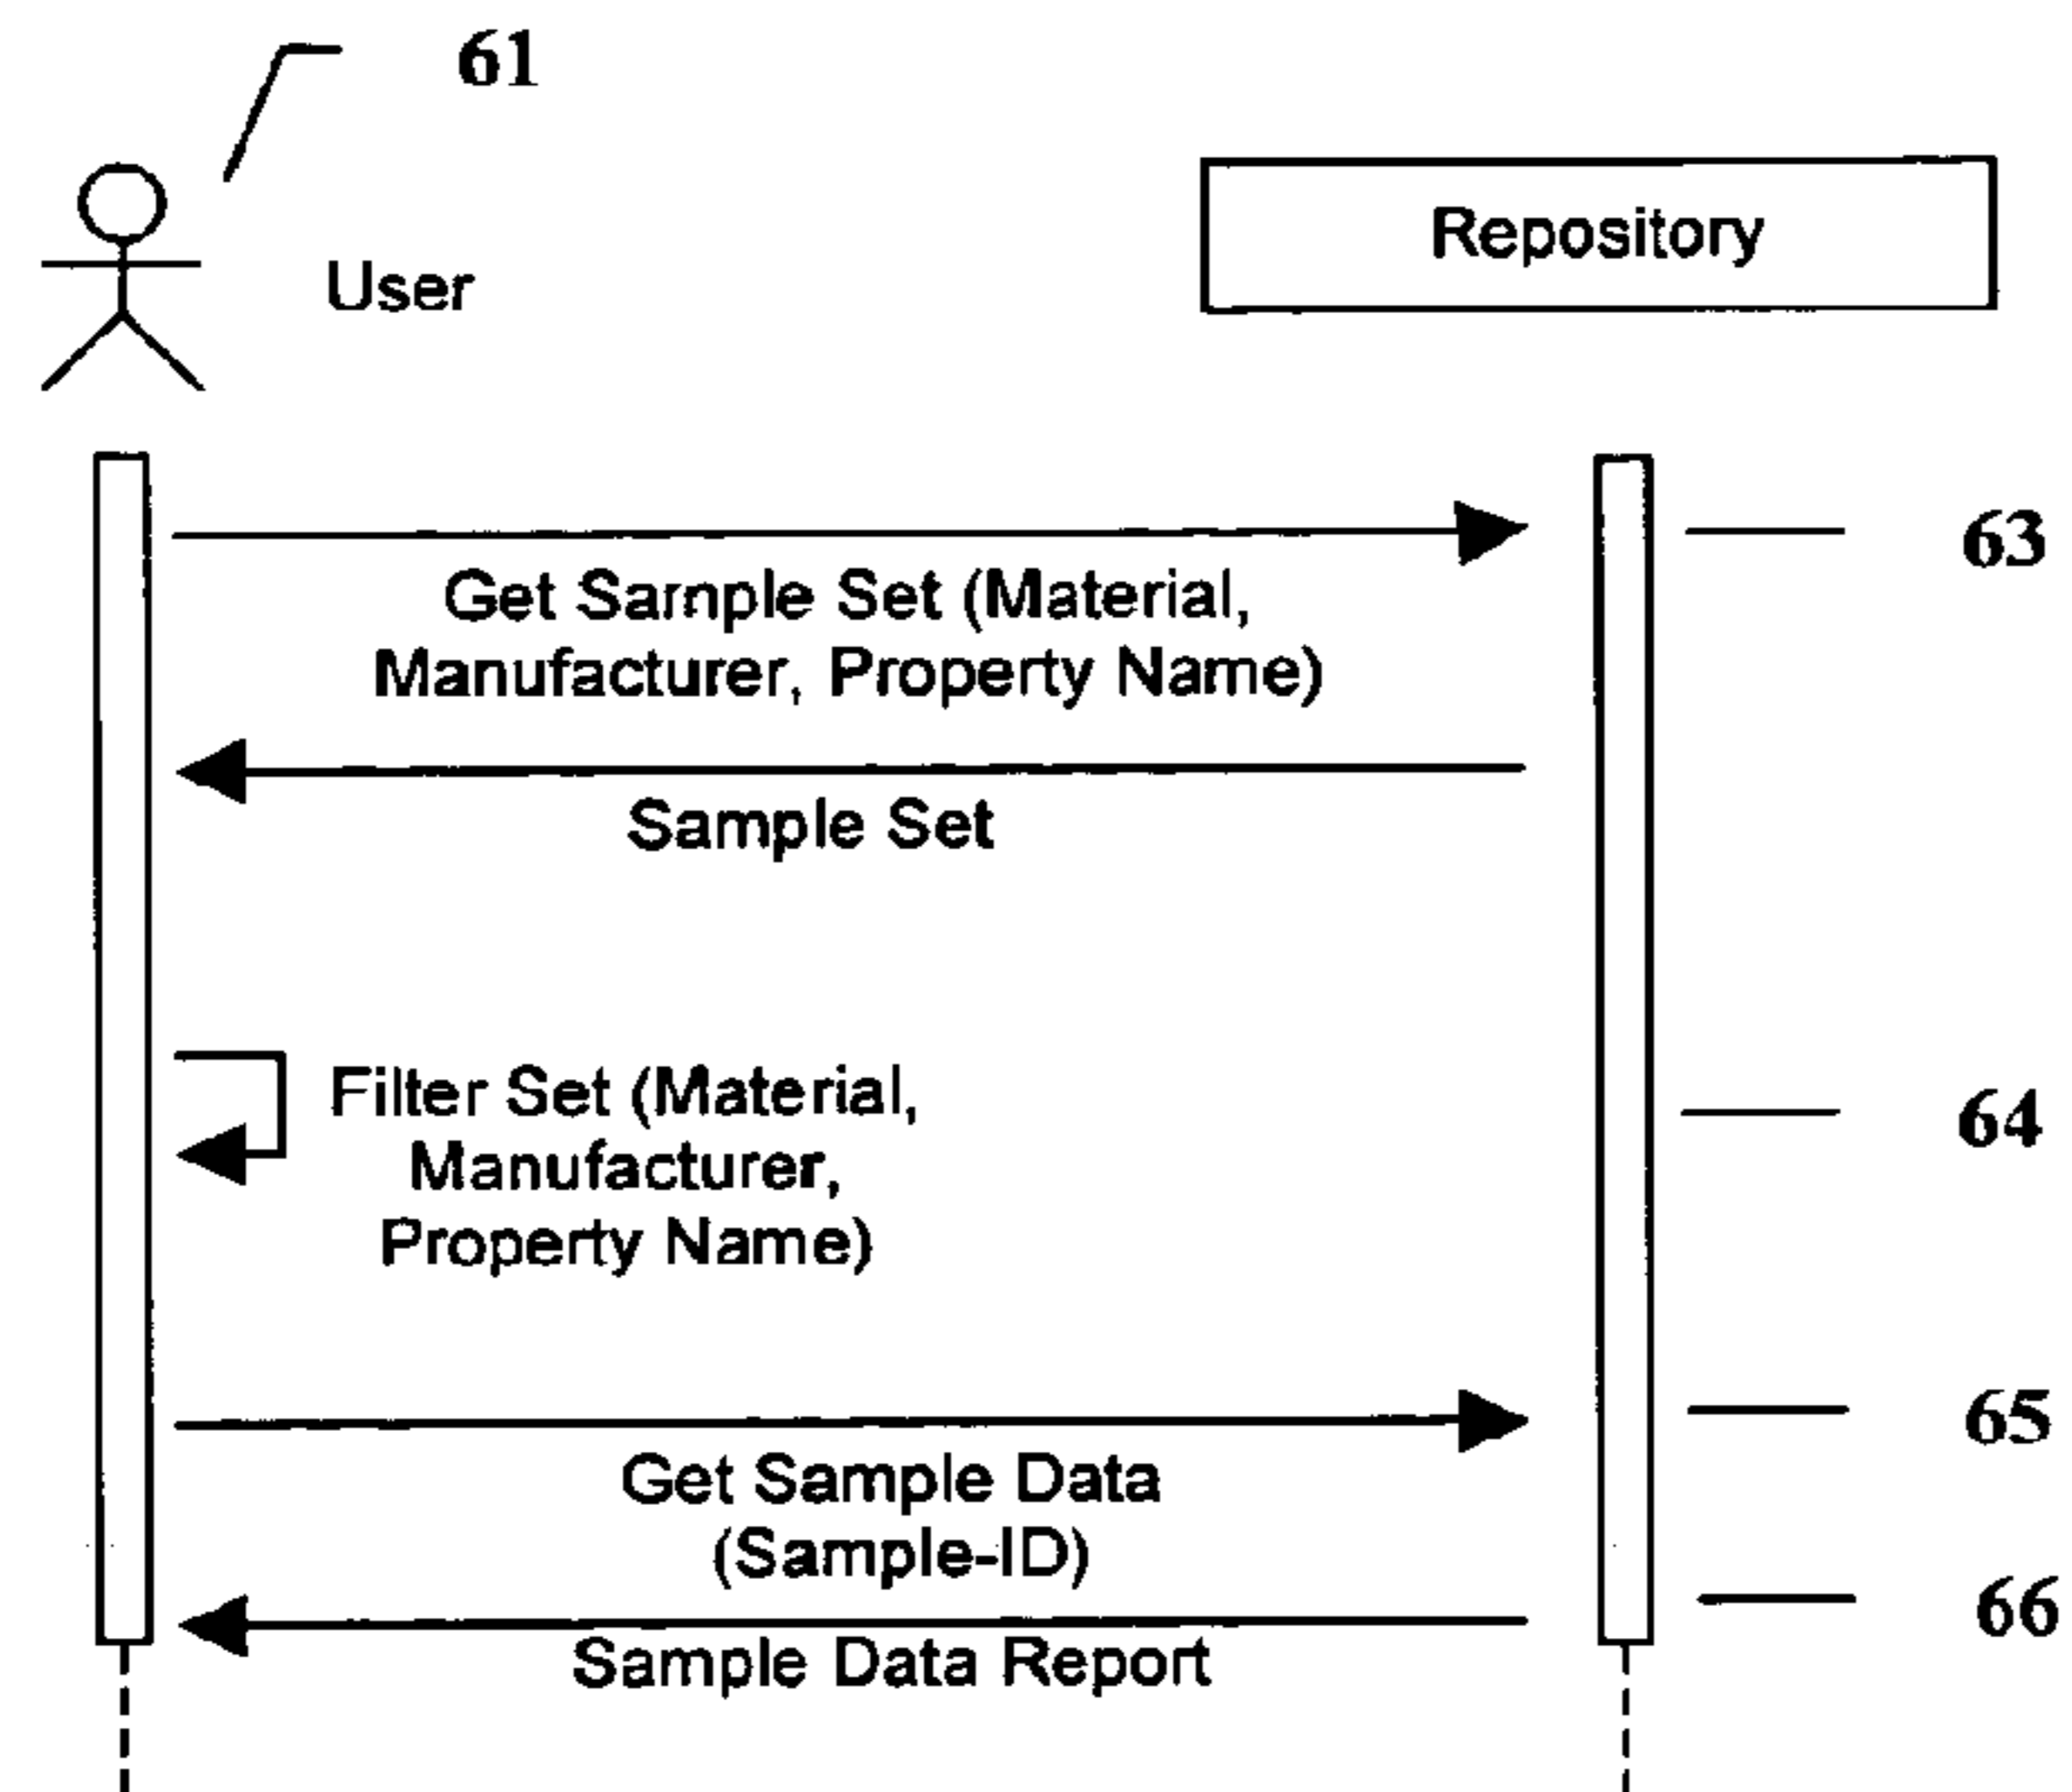 61
User
Repository
63
Get Sample Set (Material,
Manufacturer, Property Name)
Sample Set
Filter Set (Material,
Manufacturer,
Property Name)
64
65
Get Sample Data
(Sample-ID)
66
Sample Data Report